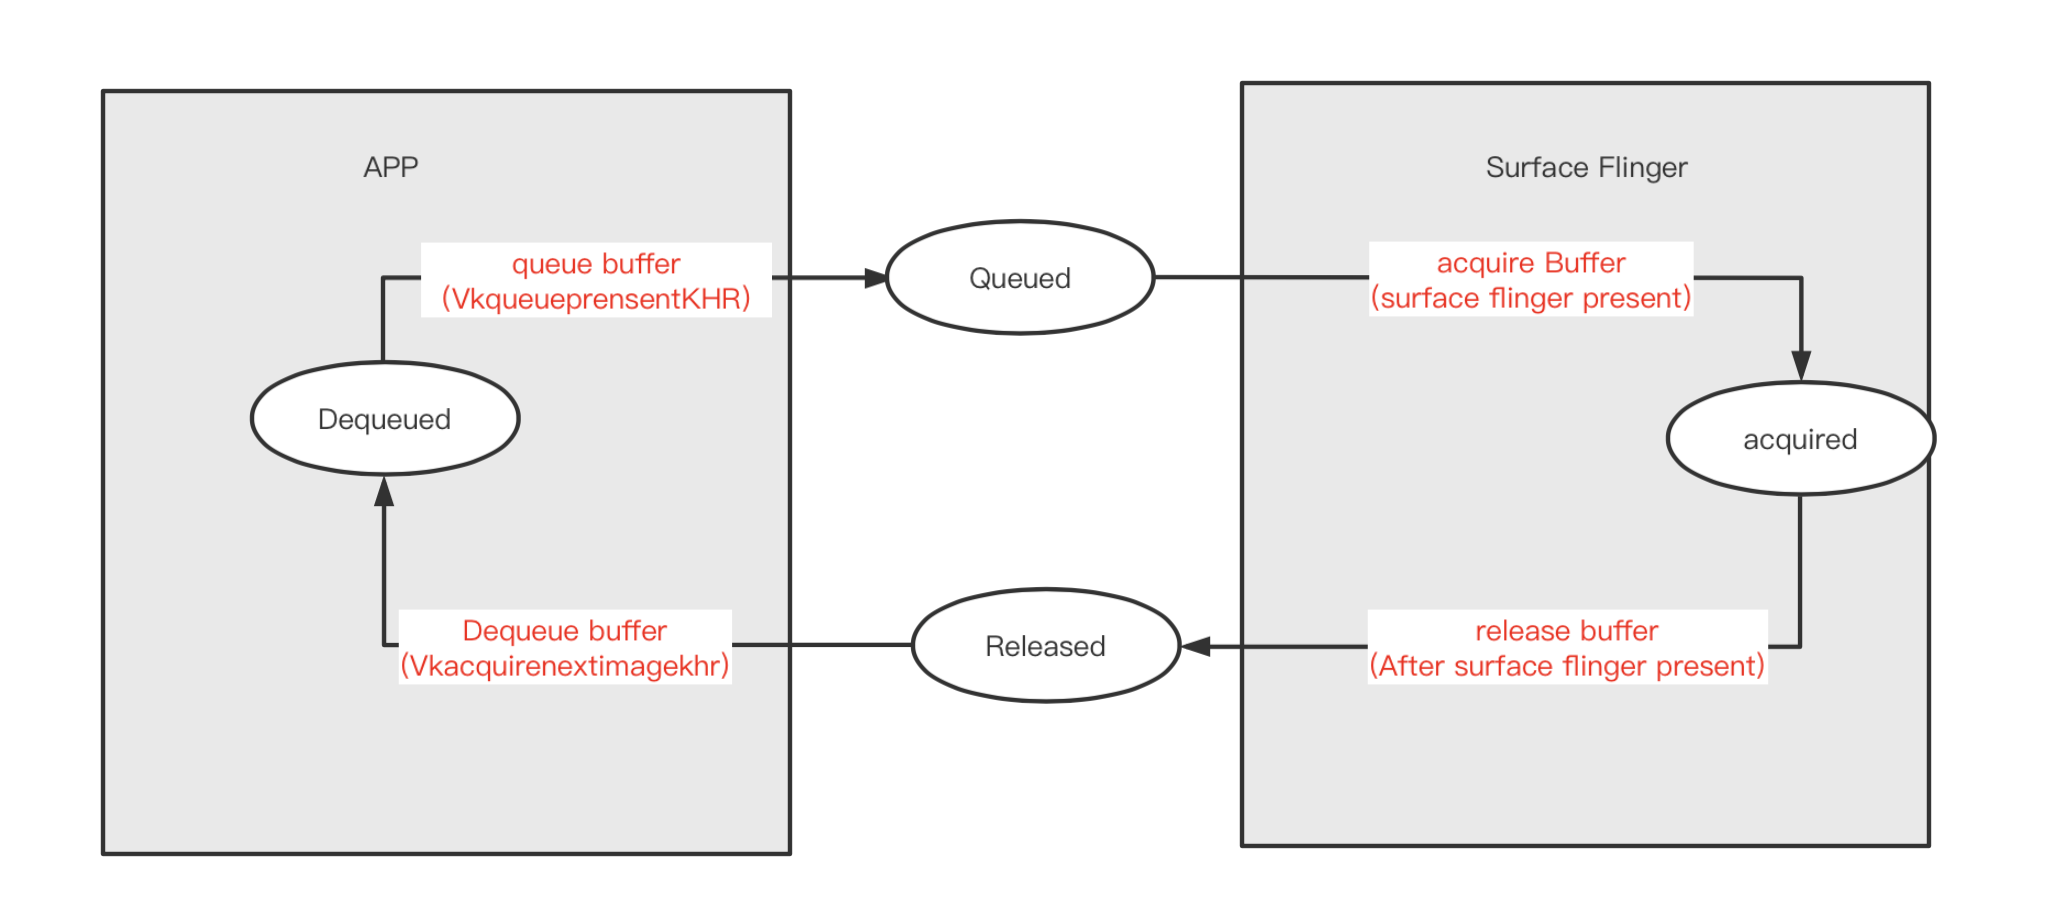 APP
Surface Flinger
queue buffer
(VkqueueprensentKHR)
Queued
acquire Buffer
(surface flinger present)
Dequeued
acquired
Dequeue buffer
(Vkacquirenextimagekhr)
Released
release buffer
(After surface flinger present)